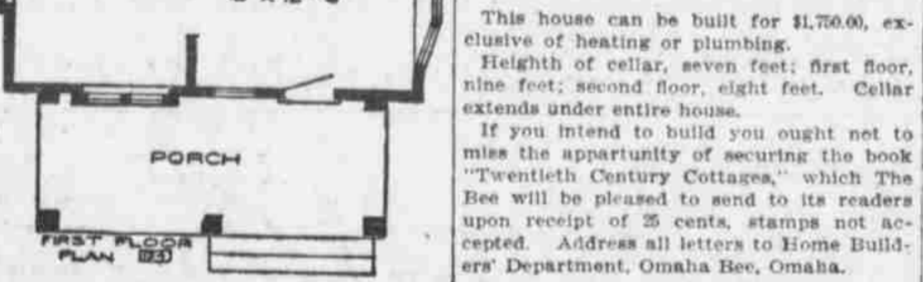 PORCH
FIRST FLOOR
PLAN 173
This house can be built for $1,750.00, ex-
clusive of heating or plumbing.
Heighth of cellar, seven feet; first floor,
nine feet; second floor, eight feet. Cellar
extends under entire house.
If you intend to build you ought not to
miss the appartunity of securing the book
"Twentieth Century Cottages," which The
Bee will be pleased to send to its readers
upon receipt of 25 cents, stamps not ac-
cepted. Address all letters to Home Build-
ers' Department, Omaha Bee, Omaha.